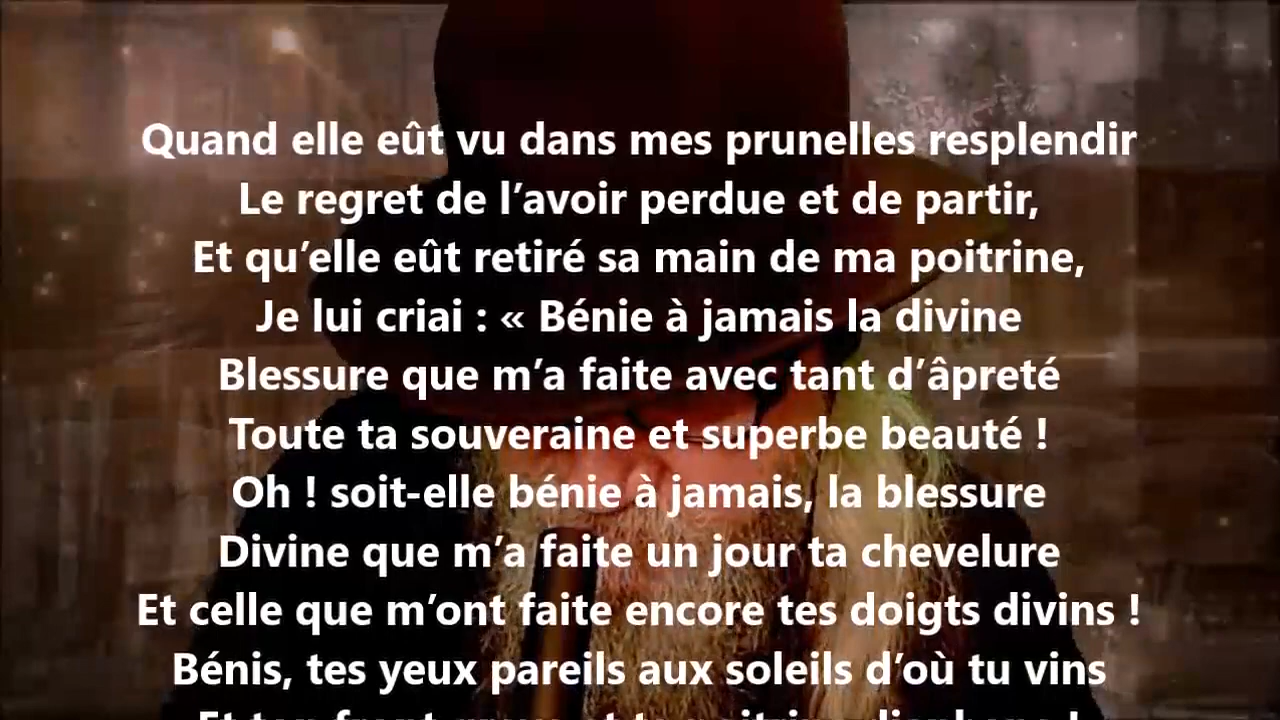 Quand elle eût vu dans mes prunelles resplendir
Le regret de l’avoir perdue et de partir,
Et qu’elle eût retiré sa main de ma poitrine,
Je lui criai : « Bénie à jamais la divine
Blessure que m’a faite avec tant d’âpreté
Toute ta souveraine et superbe beauté !
Oh ! soit-elle bénie à jamais, la blessure
Divine que m’a faite un jour ta chevelure
Et celle que m’ont faite encore tes doigts divins !
Bénis, tes yeux pareils aux soleils d’où tu vins